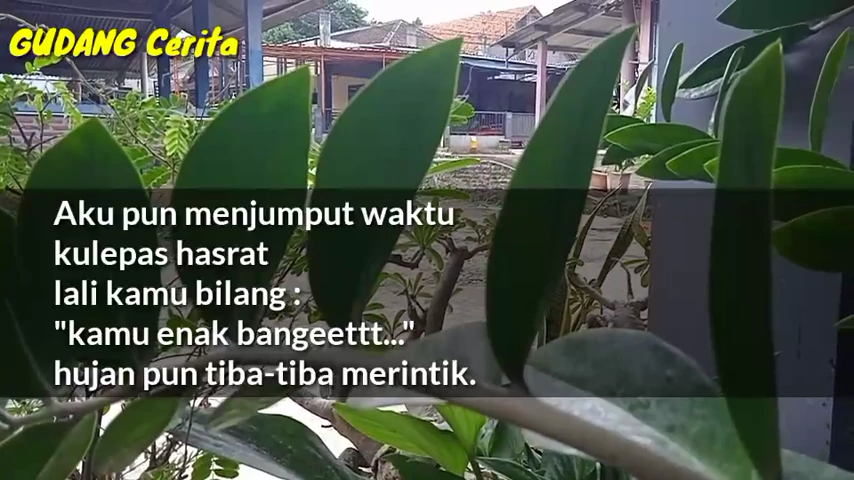 GUDANG Cerita
Aku pun menjumput waktu
kulepas hasrat
lali kamu bilang :
"kamu enak bangeettt..."
hujan pun tiba-tiba merintik.